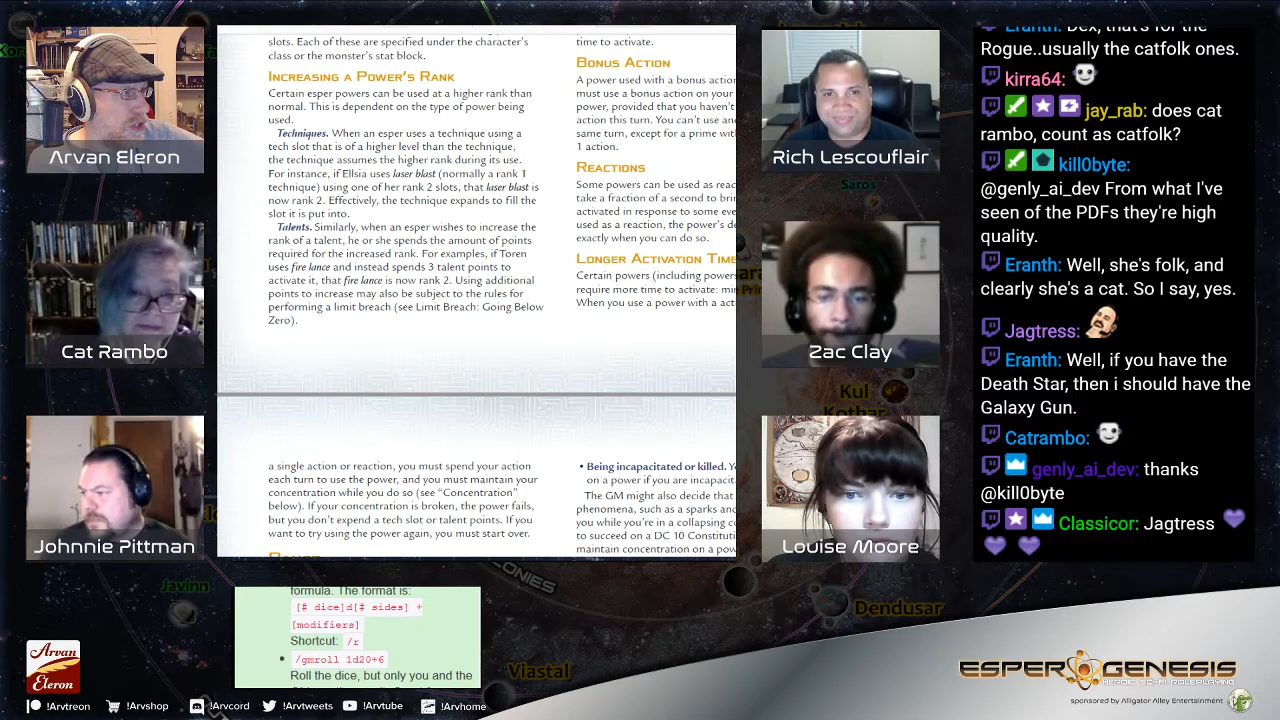 Arvan Eleron
Cat Rambo
Johnnie Pittman
slots. Each of these is specified under the character's
class or the monster's stat block.
INCREASING A POWER'S RANK
Certain esper powers can be used at a higher rank than
normal. This is dependent on the type of power being
used.
Techniques. When an esper uses a technique using a
tech slot that is of a higher level than the technique,
the technique assumes the higher rank during its use.
For instance, if Ellsia uses laser blast (normally a rank 1
technique) using one of her rank 2 slots, that laser blast is
now rank 2. Effectively, the technique expands to fill the
slot it is put into.
Talents. Similarly, when an esper wishes to increase the
rank of a talent, he or she spends the amount of points
required for the increased rank. For examples, if Toren
uses fire lance and instead spends 3 talent points to
activate it, that fire lance is now rank 2. Using additional
points to increase may also be subject to the rules for
performing a limit breach (see Limit Breach: Going Below
Zero).
time to activate.
BONUS ACTION
A power used with a bonus action
must use a bonus action on your
power, provided that you haven't
action this turn. You can't use ano
same turn, except for a prime with
1 action.
REACTIONS
Some powers can be used as reac
take a fraction of a second to brin
activated in response to some eve
used as a reaction, the power's de
exactly when you can do so.
LONGER ACTIVATION TIME
Certain powers (including powers
require more time to activate: min
When you use a power with a acti
a single action or reaction, you must spend your action
each turn to use the power, and you must maintain your
concentration while you do so (see "Concentration"
below). If your concentration is broken, the power fails,
but you don't expend a tech slot or talent points. If you
want to try using the power again, you must start over.
• Being incapacitated or killed. Yo
on a power if you are incapacit
The GM might also decide that
phenomena, such as a sparks and
you while you're in a collapsing co
to succeed on a DC 10 Constituti
maintain concentration on a pow
Rich Lescouflair
Saros
Zac Clay
Kul
Kothar
Louise Moore
Rogue..usually the catfolk ones.
kirra64:
jay_rab: does cat
rambo, count as catfolk?
kill0byte:
@genly_ai_dev From what I've
seen of the PDFs they're high
quality.
Eranth: Well, she's folk, and
clearly she's a cat. So I say, yes.
Jagtress:
Eranth: Well, if you have the
Death Star, then i should have the
Galaxy Gun.
Catrambo:
genly_ai_dev: thanks
@kill0byte
Classicor: Jagtress
Javinn
COLONIES
Dendusar
Viastal
formula. The format is:
[# dice]d[# sides] +
[modifiers]
Shortcut: /r
• /gmroll 1d20+6
Roll the dice, but only you and the
Arvan
Eleron
ESPER GENESIS
HEROIC SCI-FI ROLEPLAYING
sponsored by Alligator Alley Entertainment
!Arvtreon
!Arvshop
!Arvcord
!Arvtweets
!Arvtube
!Arvhome